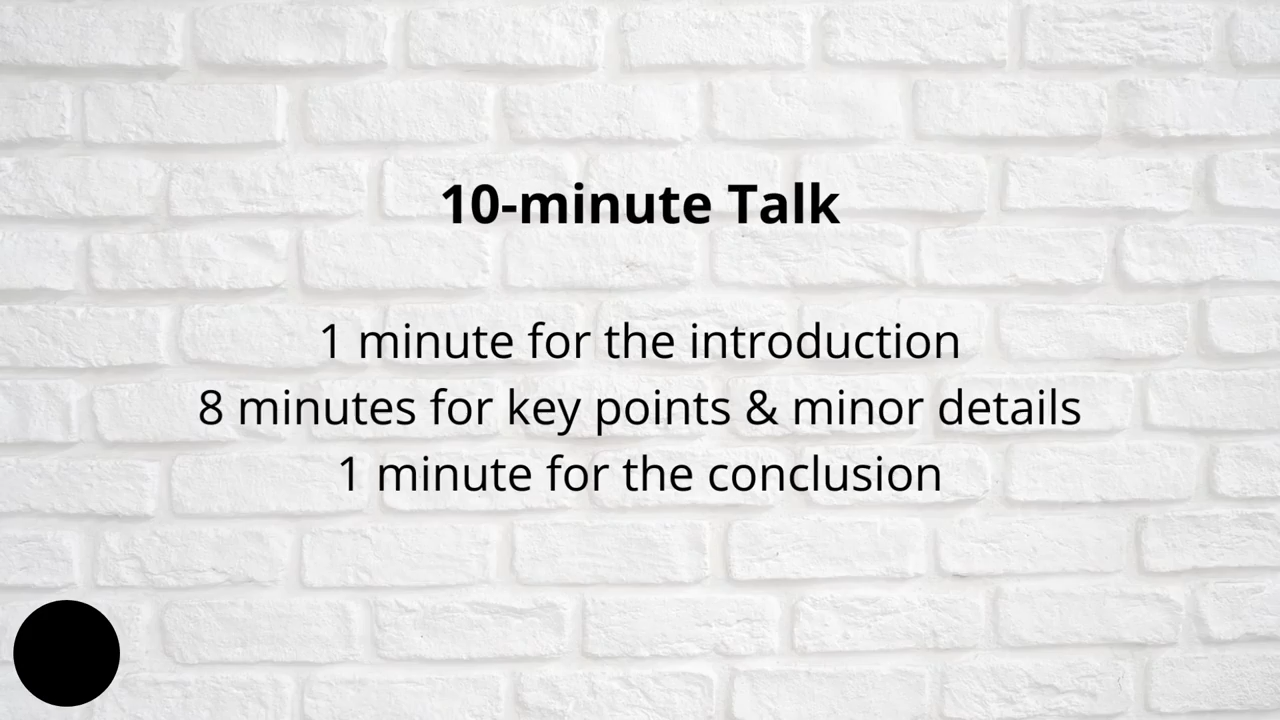 10-minute Talk
1 minute for the introduction
8 minutes for key points & minor details
1 minute for the conclusion